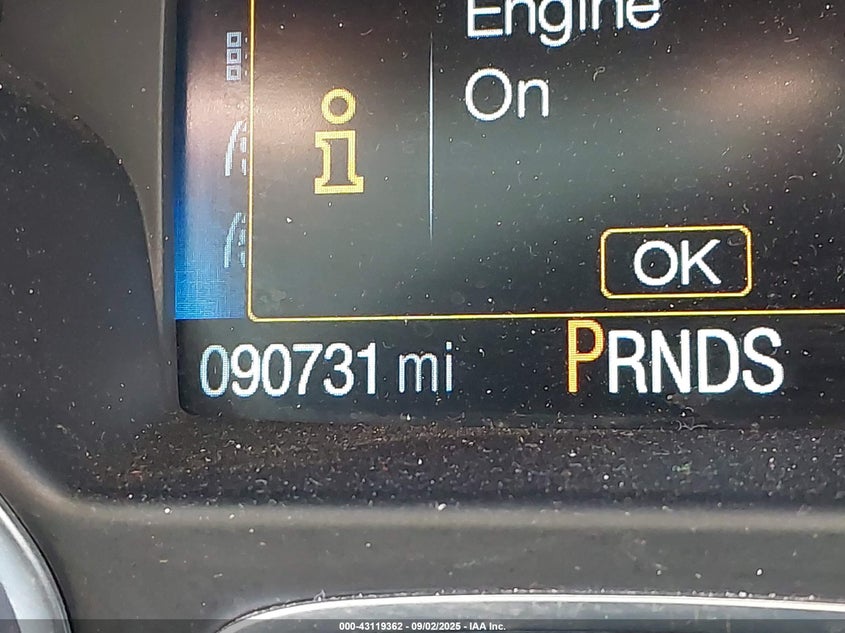 Engine
On
OK
090731 mi PRNDS
000-43119362 - 09/02/2025 - IAA Inc.